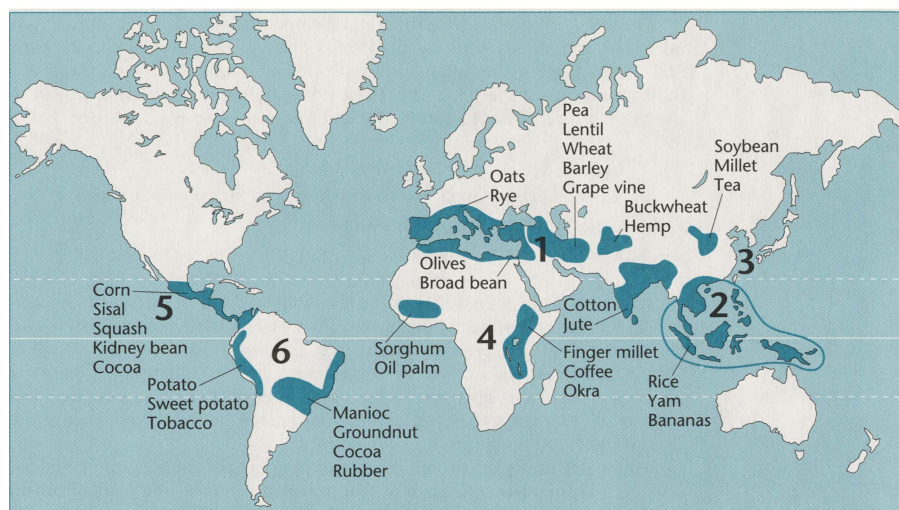 Pea
Lentil
Wheat
Barley
Grape vine
Soybean
Millet
Tea
Oats
Rye
Buckwheat
Hemp
1
3
Olives
Broad bean
2
Corn
Sisal
Squash
Kidney bean
Cocoa
5
Cotton
Jute
4
6
Sorghum
Oil palm
Finger millet
Coffee
Okra
Potato
Sweet potato
Tobacco
Rice
Yam
Bananas
Manioc
Groundnut
Cocoa
Rubber